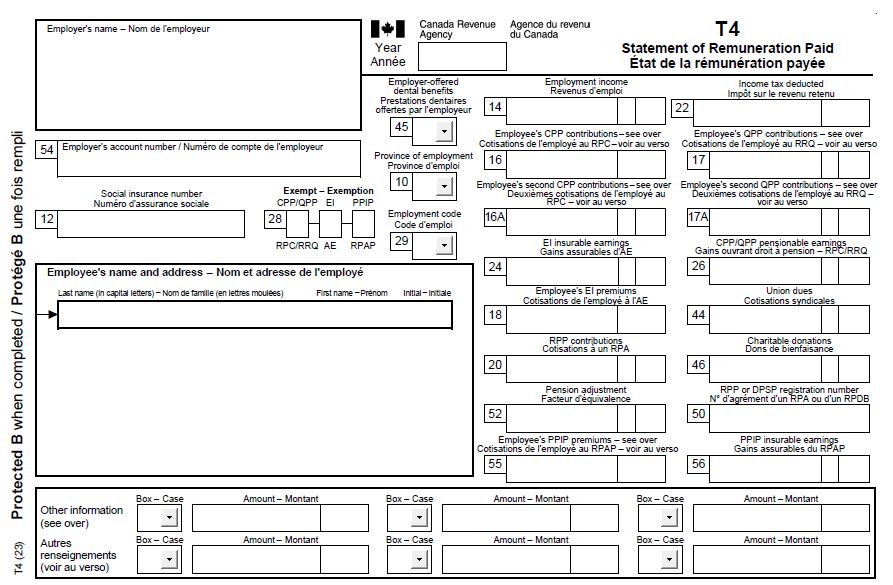 Employer's name – Nom de l'employeur
Year
Année
Canada Revenue
Agency
Agence du revenu
du Canada
T4
Statement of Remuneration Paid
État de la rémunération payée
54
Employer's account number / Numéro de compte de l'employeur
Employer-offered
dental benefits
Prestations dentaires
offertes par l'employeur
45
Employment income
Revenus d'emploi
14
Income tax deducted
Impôt sur le revenu retenu
22
Province of employment
Province d'emploi
10
Employee's CPP contributions – see over
Cotisations de l'employé au RPC – voir au verso
16
Employee's QPP contributions – see over
Cotisations de l'employé au RRQ – voir au verso
17
Social insurance number
Numéro d'assurance sociale
12
Exempt – Exemption
CPP/QPP EI PPIP
28
RPC/RRQ AE RPAP
Employment code
Code d'emploi
29
Employee's second CPP contributions – see over
Deuxièmes cotisations de l'employé au
RPC – voir au verso
16A
Employee's second QPP contributions – see over
Deuxièmes cotisations de l'employé au RRQ –
voir au verso
17A
EI insurable earnings
Gains assurables d'AE
24
CPP/QPP pensionable earnings
Gains ouvrant droit à pension – RPC/RRQ
26
Employee's name and address – Nom et adresse de l'employé
Last name (in capital letters) – Nom de famille (en lettres moulées) First name – Prénom Initial – Initiale
Employee's EI premiums
Cotisations de l'employé à l'AE
18
Union dues
Cotisations syndicales
44
RPP contributions
Cotisations à un RPA
20
Charitable donations
Dons de bienfaisance
46
Pension adjustment
Facteur d'équivalence
52
RPP or DPSP registration number
N° d'agrément d'un RPA ou d'un RPDB
50
Employee's PPIP premiums – see over
Cotisations de l'employé au RPAP – voir au verso
55
PPIP insurable earnings
Gains assurables du RPAP
56
Box – Case Amount – Montant Box – Case Amount – Montant Box – Case Amount – Montant
Other information
(see over)
Box – Case Amount – Montant Box – Case Amount – Montant Box – Case Amount – Montant
Autres
renseignements
(voir au verso)
Protected B when completed / Protégé B une fois rempli
T4 (23)